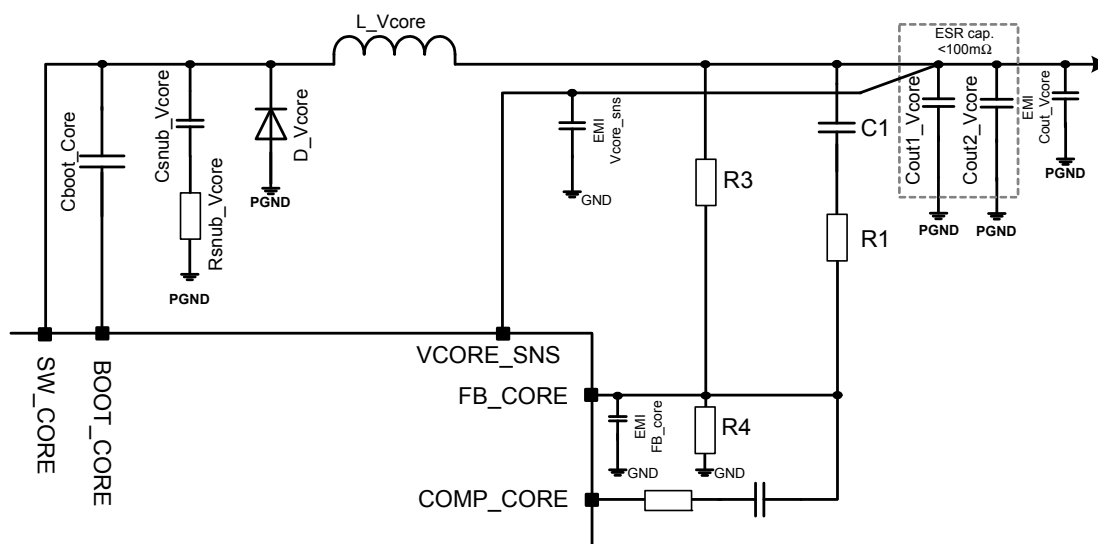 L_Vcore
ESR cap.
<100mΩ
Cboot_Core
Csnub_Vcore
Rsnub_Vcore
PGND
D_Vcore
PGND
EMI
Vcore_sns
GND
R3
C1
R1
Cout1_Vcore
Cout2_Vcore
PGND
PGND
EMI
Cout_Vcore
PGND
SW_CORE
BOOT_CORE
VCORE_SNS
FB_CORE
EMI
FB_core
GND
R4
GND
COMP_CORE